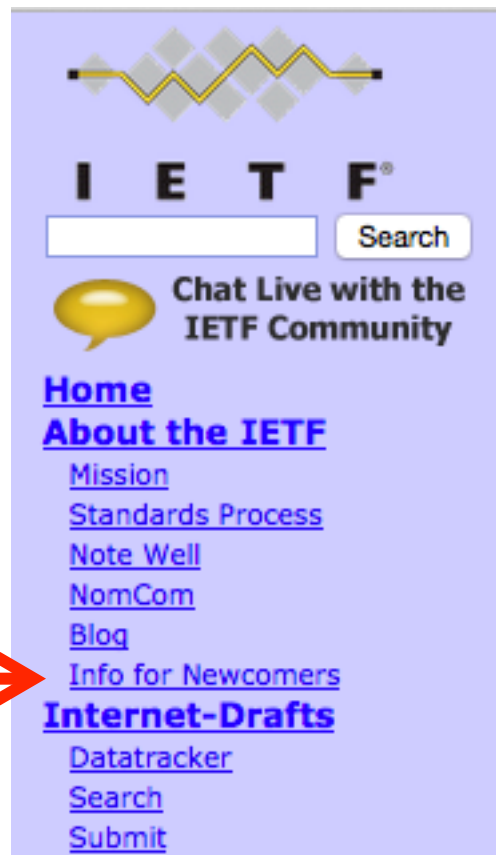 I E T F®
Search
Chat Live with the
IETF Community
Home
About the IETF
Mission
Standards Process
Note Well
NomCom
Blog
Info for Newcomers
Internet-Drafts
Datatracker
Search
Submit